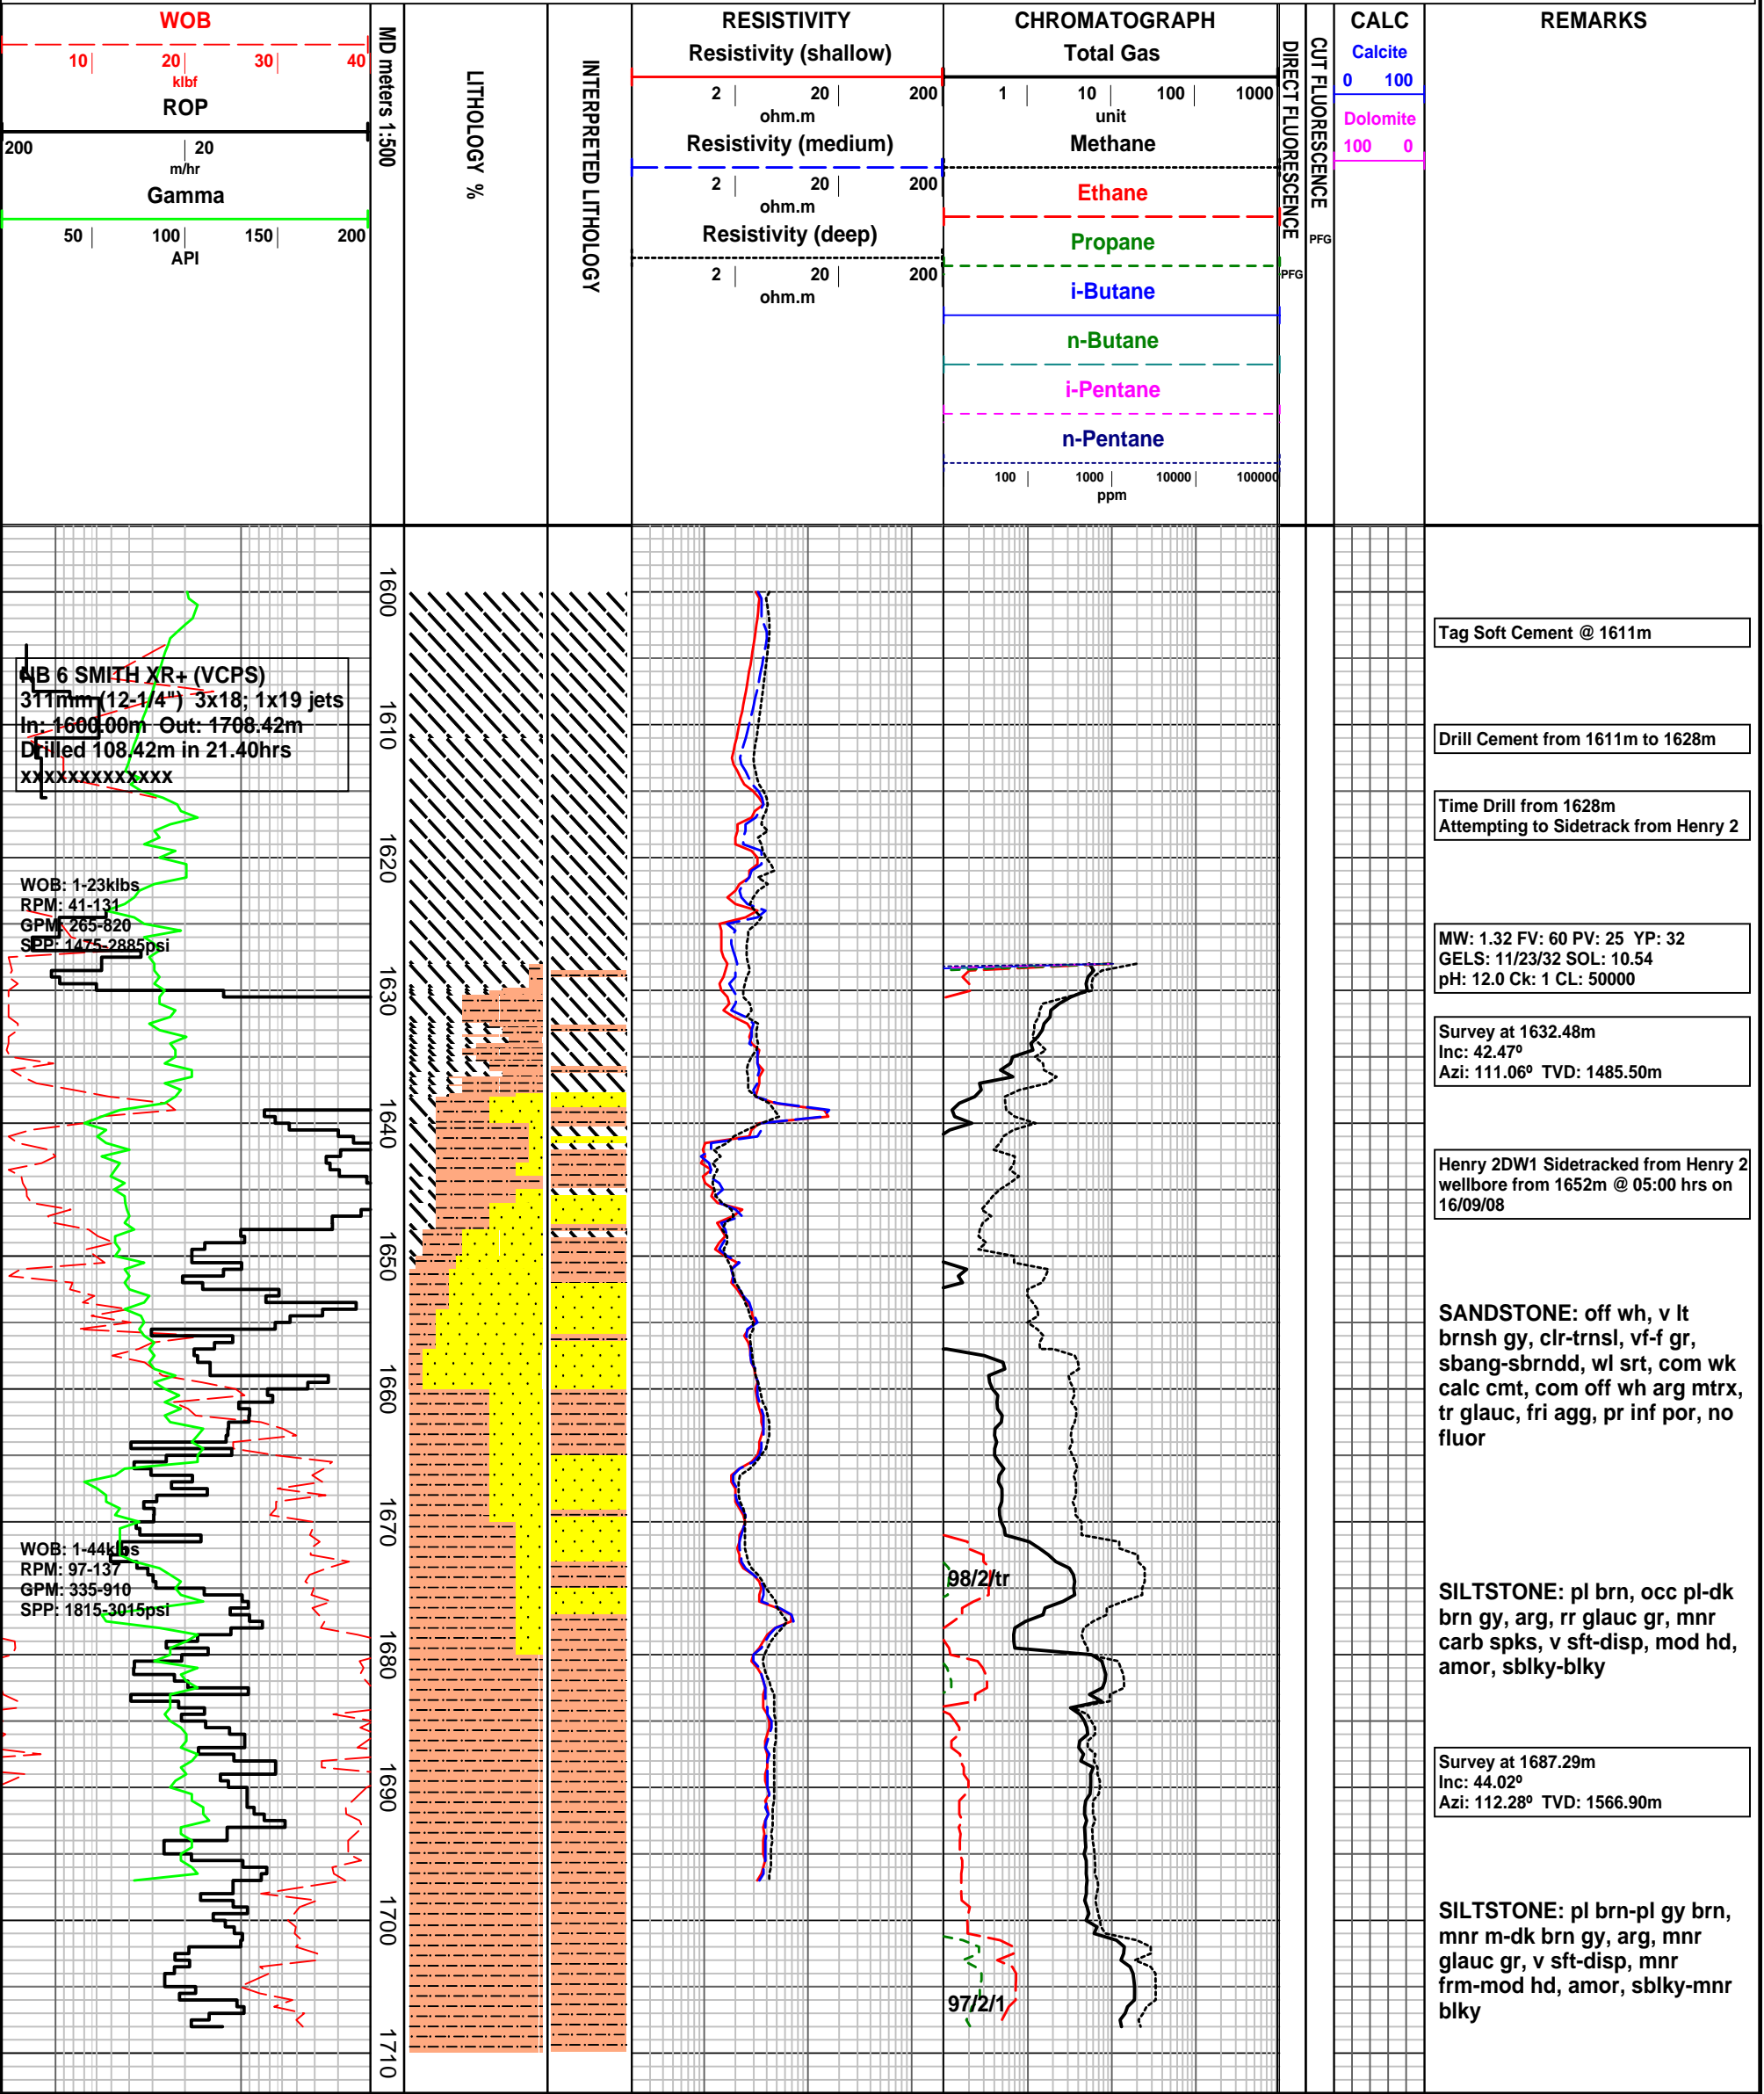 WOB
10 20 30 40
klbf
ROP
200 20
m/hr
Gamma
50 100 150 200
API
MD meters 1:500
LITHOLOGY %
INTERPRETED LITHOLOGY
RESISTIVITY
Resistivity (shallow)
2 20 200
ohm.m
Resistivity (medium)
2 20 200
ohm.m
Resistivity (deep)
2 20 200
ohm.m
CHROMATOGRAPH
Total Gas
1 10 100 1000
unit
Methane
Ethane
Propane
i-Butane
n-Butane
i-Pentane
n-Pentane
100 1000 10000 100000
ppm
DIRECT FLUORESCENCE
PFG
CUT FLUORESCENCE
PFG
CALC
Calcite
0 100
Dolomite
100 0
REMARKS
NB 6 SMITH XR+ (VCPS)
311mm (12-1/4") 3x18; 1x19 jets
In: 1600.00m Out: 1708.42m
Drilled 108.42m in 21.40hrs
xxxxxxxxxxxxx
WOB: 1-23klbs
RPM: 41-131
GPM: 265-820
SPP: 1475-2885psi
WOB: 1-44klbs
RPM: 97-137
GPM: 335-910
SPP: 1815-3015psi
1600
1610
1620
1630
1640
1650
1660
1670
1680
1690
1700
1710
98/2/tr
97/2/1
Tag Soft Cement @ 1611m
Drill Cement from 1611m to 1628m
Time Drill from 1628m
Attempting to Sidetrack from Henry 2
MW: 1.32 FV: 60 PV: 25 YP: 32
GELS: 11/23/32 SOL: 10.54
pH: 12.0 Ck: 1 CL: 50000
Survey at 1632.48m
Inc: 42.47º
Azi: 111.06º TVD: 1485.50m
Henry 2DW1 Sidetracked from Henry 2
wellbore from 1652m @ 05:00 hrs on
16/09/08
SANDSTONE: off wh, v lt
brnsh gy, clr-trnsl, vf-f gr,
sbang-sbrndd, wl srt, com wk
calc cmt, com off wh arg mtrx,
tr glauc, fri agg, pr inf por, no
fluor
SILTSTONE: pl brn, occ pl-dk
brn gy, arg, rr glauc gr, mnr
carb spks, v sft-disp, mod hd,
amor, sblky-blky
Survey at 1687.29m
Inc: 44.02º
Azi: 112.28º TVD: 1566.90m
SILTSTONE: pl brn-pl gy brn,
mnr m-dk brn gy, arg, mnr
glauc gr, v sft-disp, mnr
frm-mod hd, amor, sblky-mnr
blky